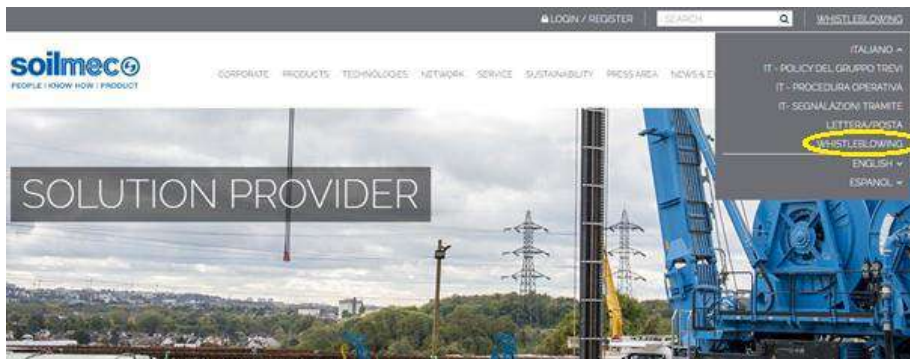 LOGIN / REGISTER
SEARCH
WHISTLEBLOWING
soilmec
PEOPLE | KNOW HOW | PRODUCT
CORPORATE PRODUCTS TECHNOLOGIES NETWORK SERVICE SUSTAINABILITY PRESS AREA NEWS &
ITALIANO
IT - POLICY DEL GRUPPO TREVI
IT - PROCEDURA OPERATIVA
IT- SEGNALAZIONI TRAMITE
LETTERA/POSTA
WHISTLEBLOWING
ENGLISH
ESPANOL
SOLUTION PROVIDER